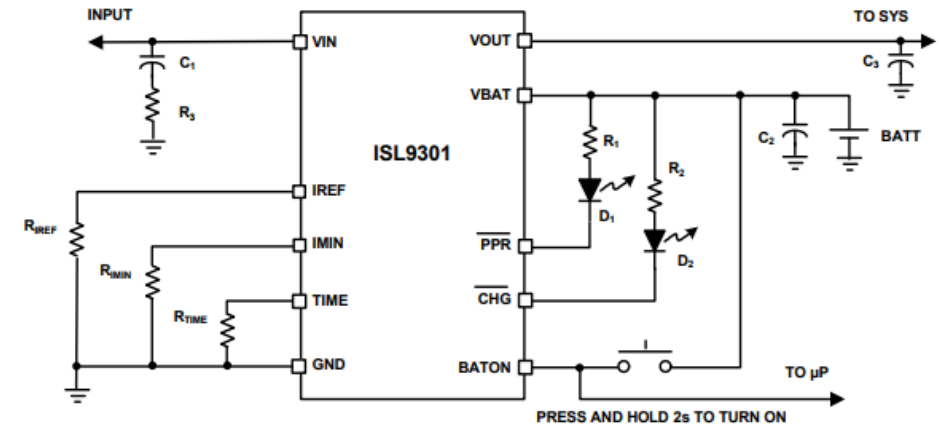 INPUT
TO SYS
VIN
VOUT
C1
C3
VBAT
R3
R1
C2
BATT
ISL9301
R2
IREF
D1
RIREF
IMIN
PPR
D2
RIMIN
TIME
CHG
RTIME
GND
BATON
TO µP
PRESS AND HOLD 2s TO TURN ON